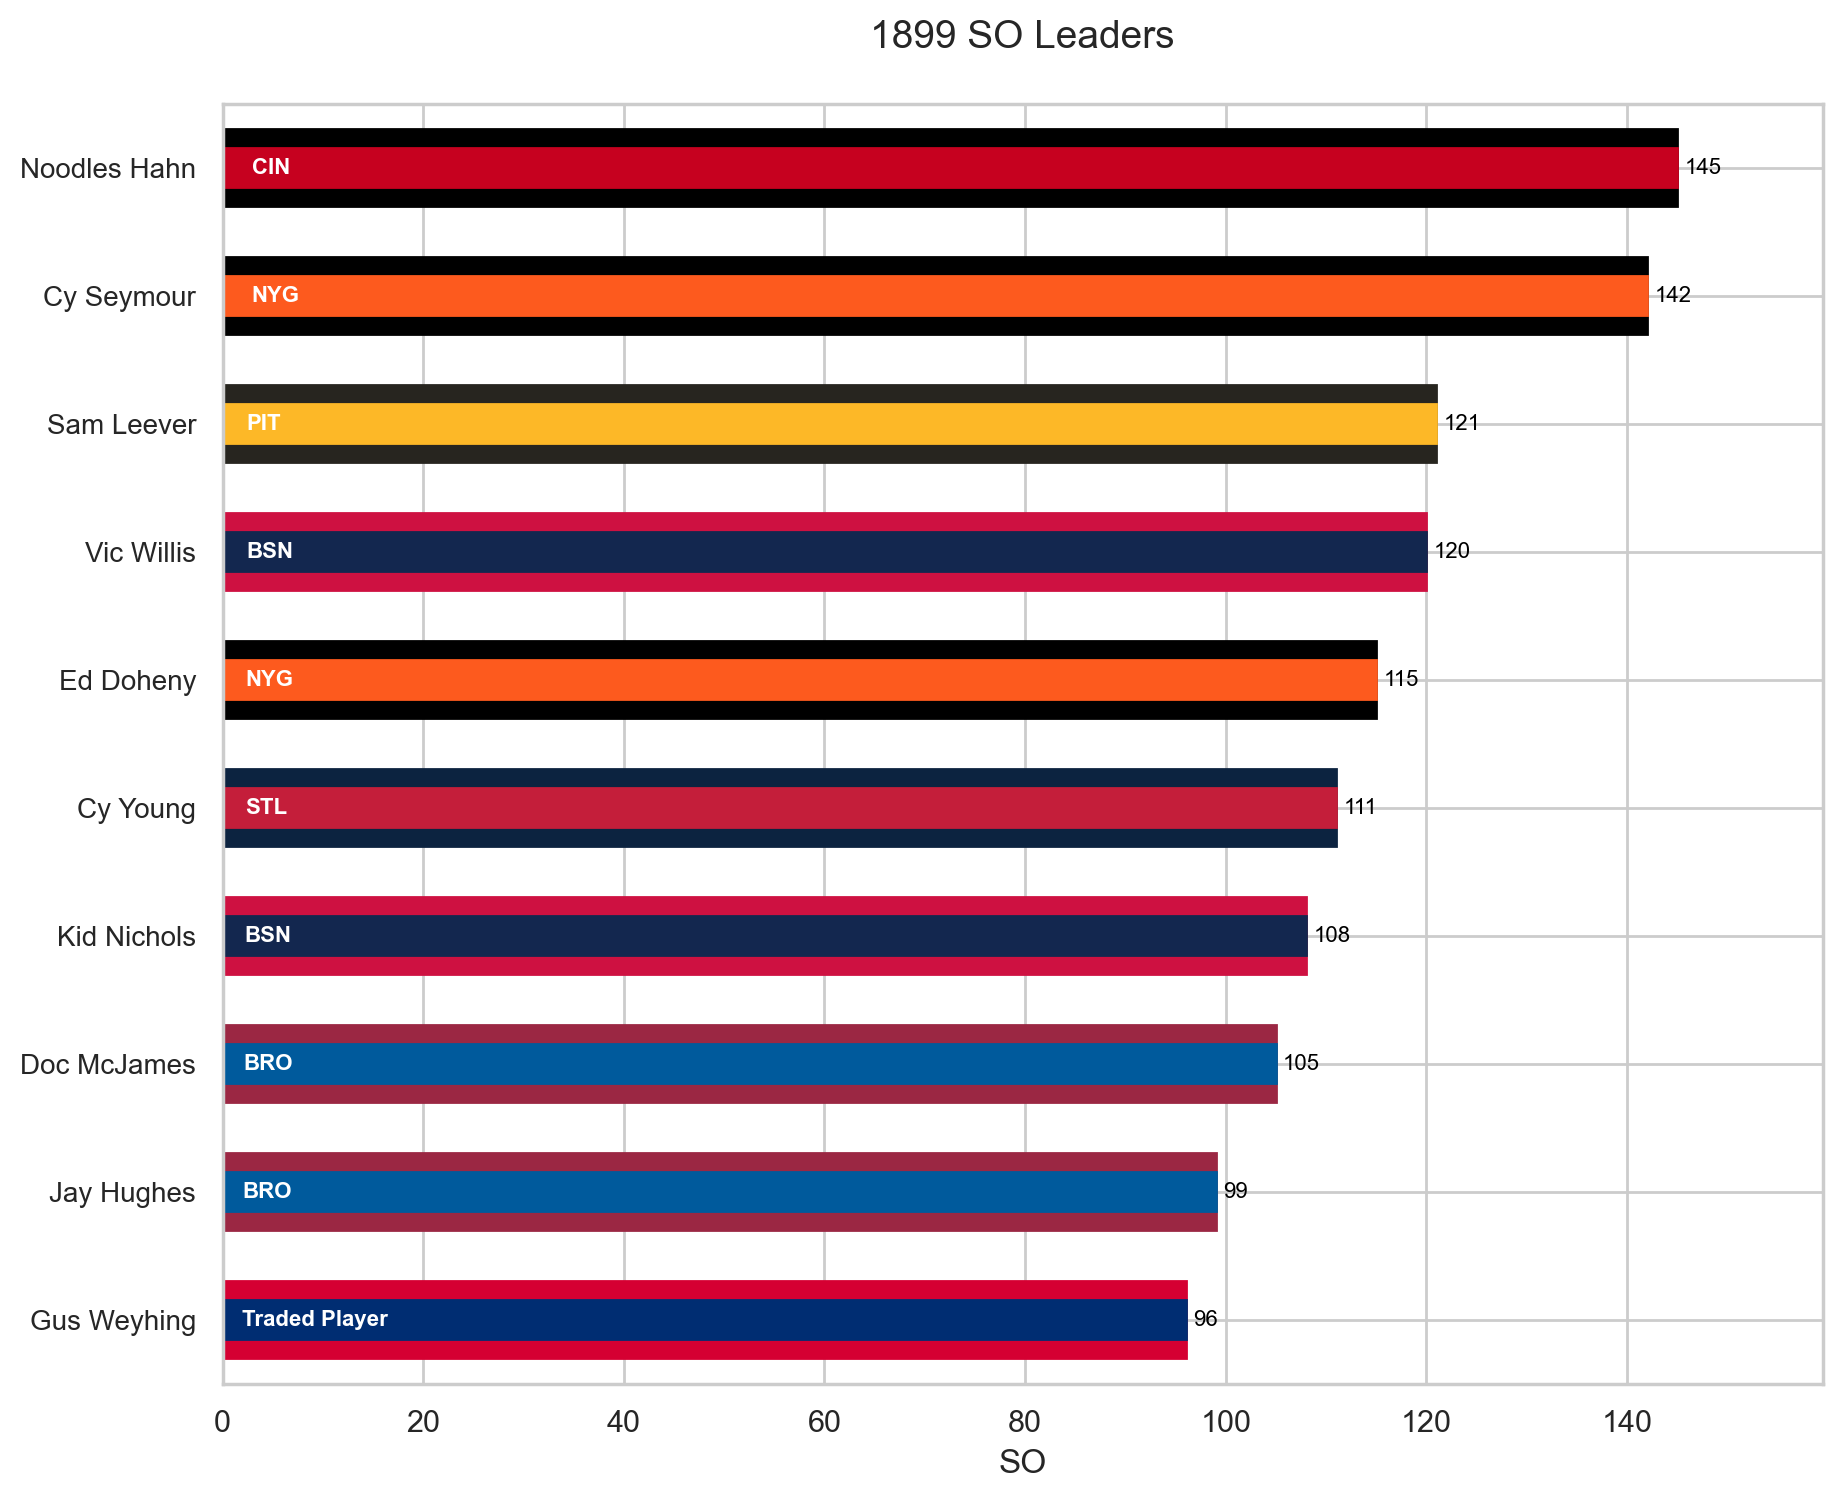 1899 SO Leaders
Noodles Hahn CIN 145
Cy Seymour NYG 142
Sam Leever PIT 121
Vic Willis BSN 120
Ed Doheny NYG 115
Cy Young STL 111
Kid Nichols BSN 108
Doc McJames BRO 105
Jay Hughes BRO 99
Gus Weyhing Traded Player 96
0 20 40 60 80 100 120 140
SO